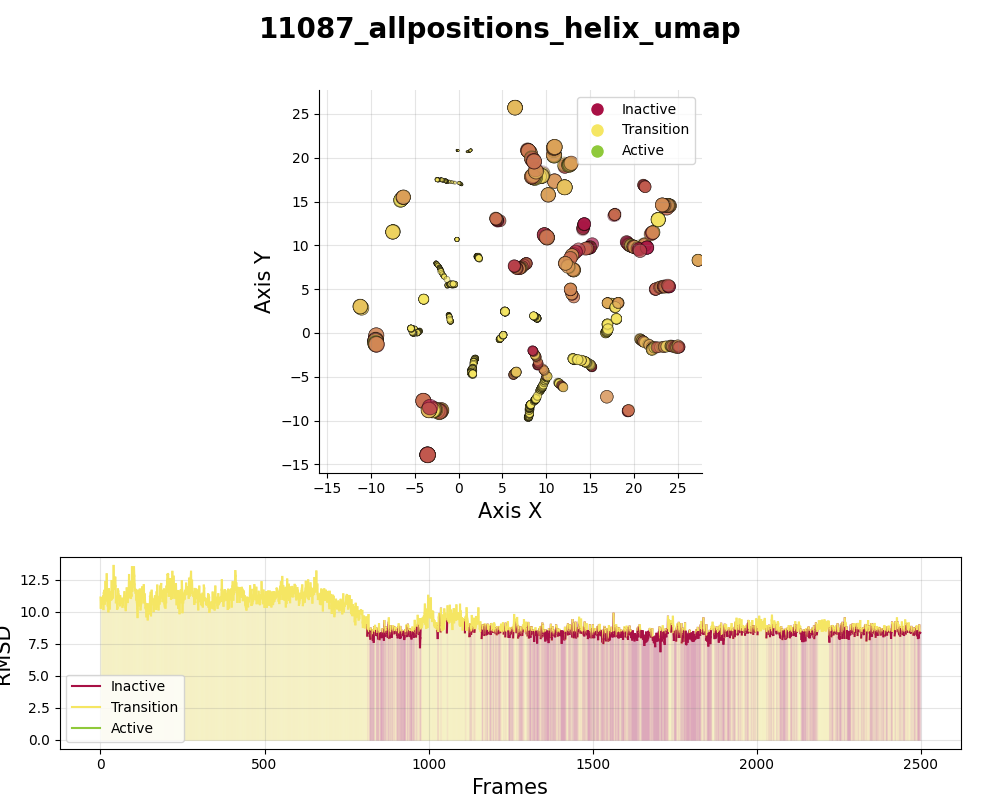 11087_allpositions_helix_umap
Inactive
Transition
Active
25
20
15
10
5
0
−5
−10
−15
Axis Y
−15 −10 −5 0 5 10 15 20 25
Axis X
12.5
10.0
7.5
5.0
2.5
0.0
RMSD
Inactive
Transition
Active
0 500 1000 1500 2000 2500
Frames